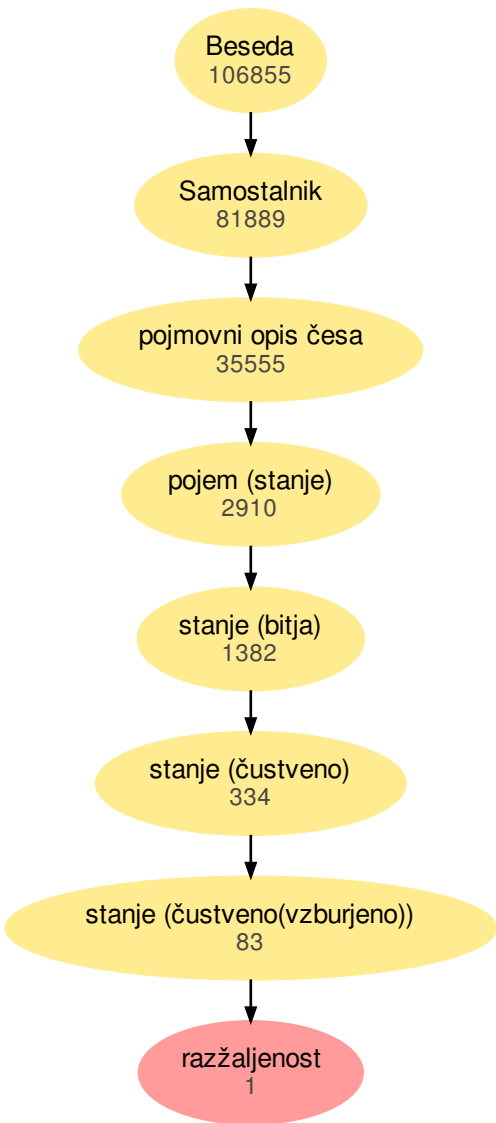 Beseda
106855
Samostalnik
81889
pojmovni opis česa
35555
pojem (stanje)
2910
stanje (bitja)
1382
stanje (čustveno)
334
stanje (čustveno(vzburjeno))
83
razžaljenost
1